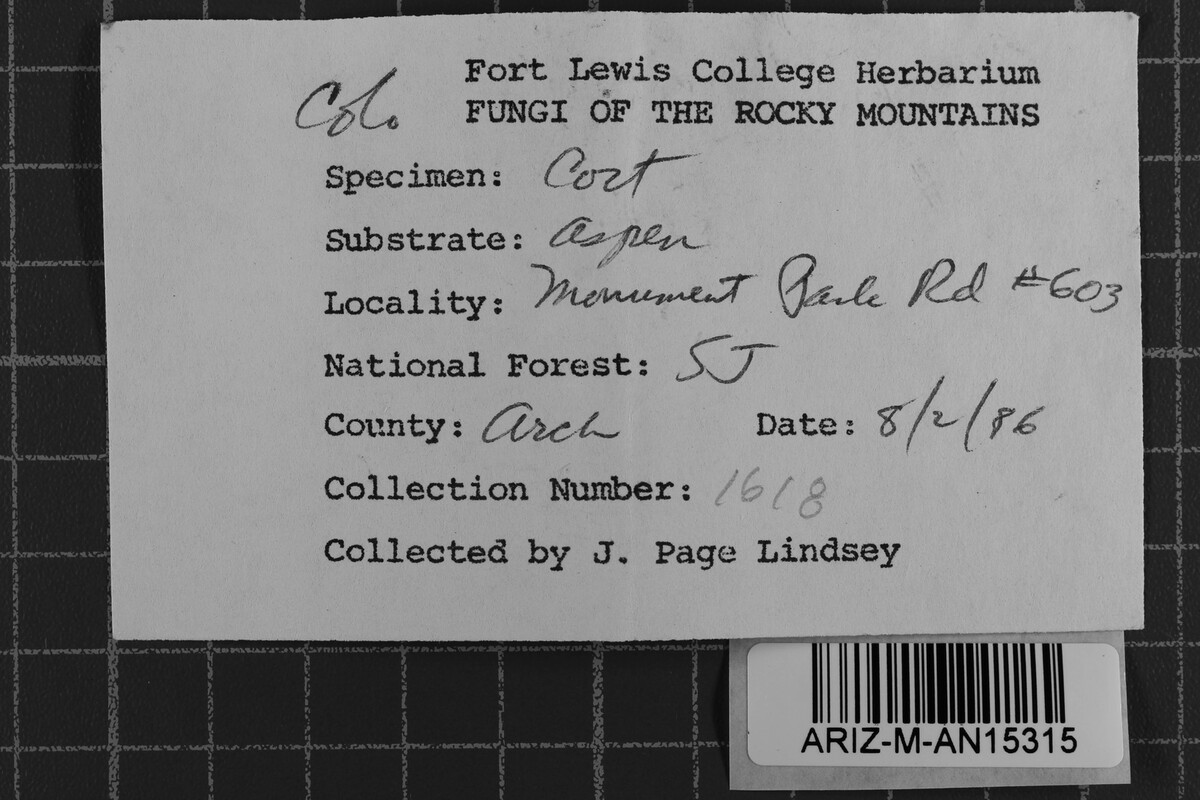 Fort Lewis College Herbarium
Colo. FUNGI OF THE ROCKY MOUNTAINS
Specimen: Cort
Substrate: Aspen
Locality: Monument Park Rd #603
National Forest: SJ
County: Arch Date: 8/2/86
Collection Number: 1618
Collected by J. Page Lindsey
ARIZ-M-AN15315